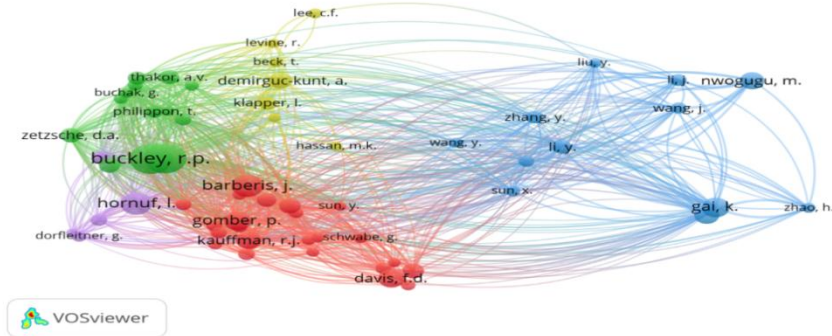 lee, c.f.
levine, r.
beck, t.
liu, y.
thakor, a.v.
demirguc-kunt, a.
li, j.
nwogugu, m.
buchak, g.
klapper, l.
wang, j.
philippon, t.
zhang, y.
zetzsche, d.a.
hassan, m.k.
wang, y.
li, y.
buckley, r.p.
barberis, j.
sun, x.
hornuf, l.
sun, y.
gai, k.
zhao, h.
gomber, p.
dorfleitner, g.
kauffman, r.j.
schwabe, g.
davis, f.d.
VOSviewer